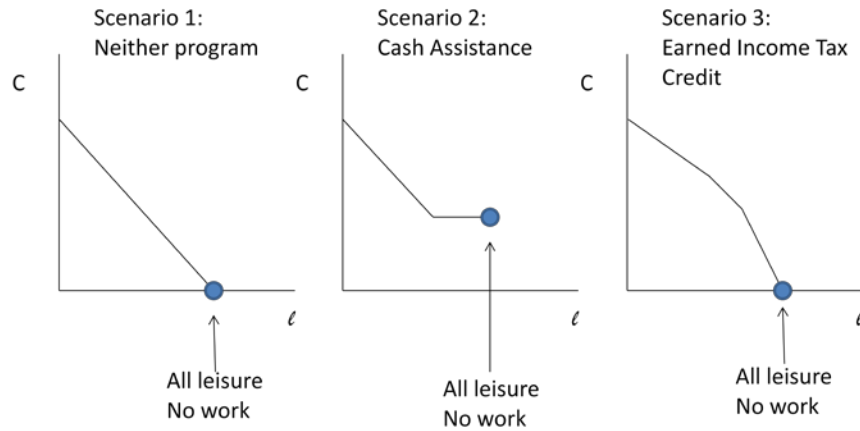 Scenario 1:
Neither program
C
ℓ
All leisure
No work
Scenario 2:
Cash Assistance
C
ℓ
All leisure
No work
Scenario 3:
Earned Income Tax
Credit
C
ℓ
All leisure
No work